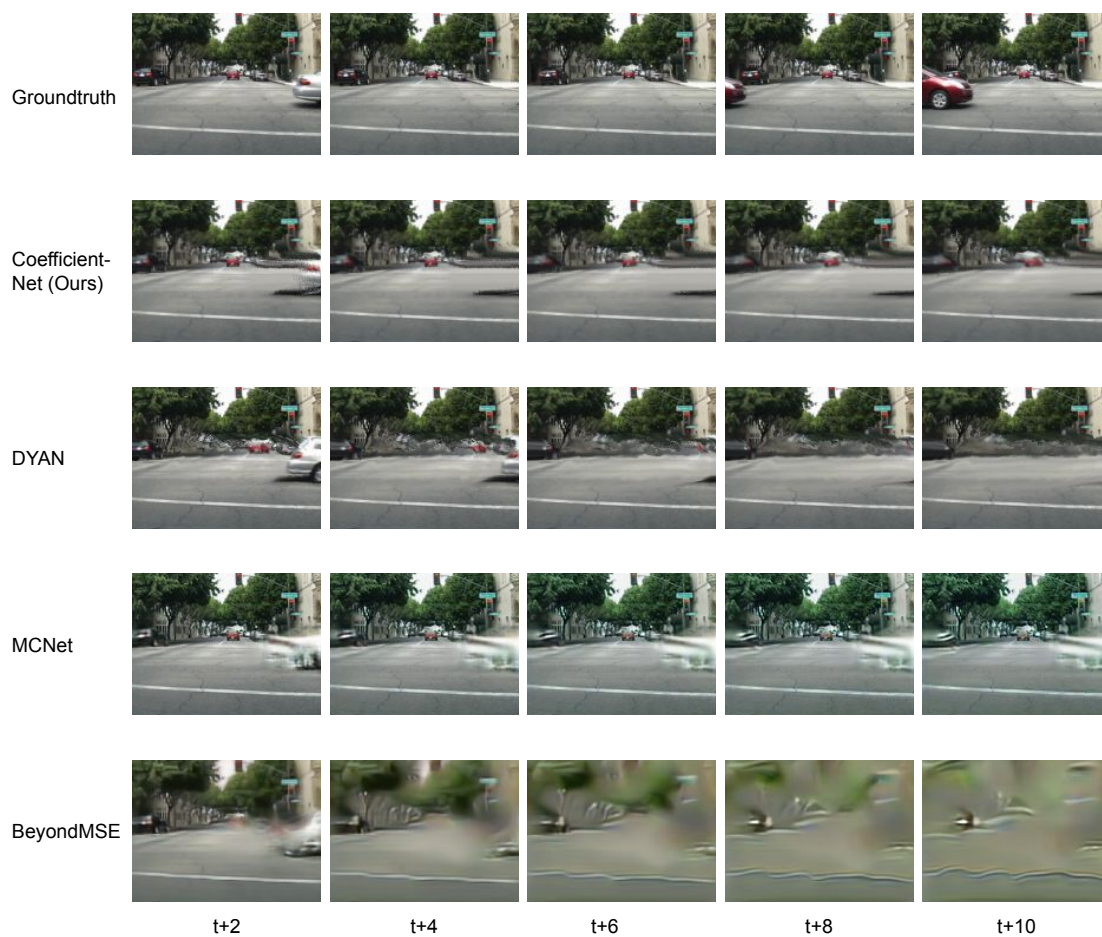 Groundtruth
Coefficient-
Net (Ours)
DYAN
MCNet
BeyondMSE
t+2
t+4
t+6
t+8
t+10